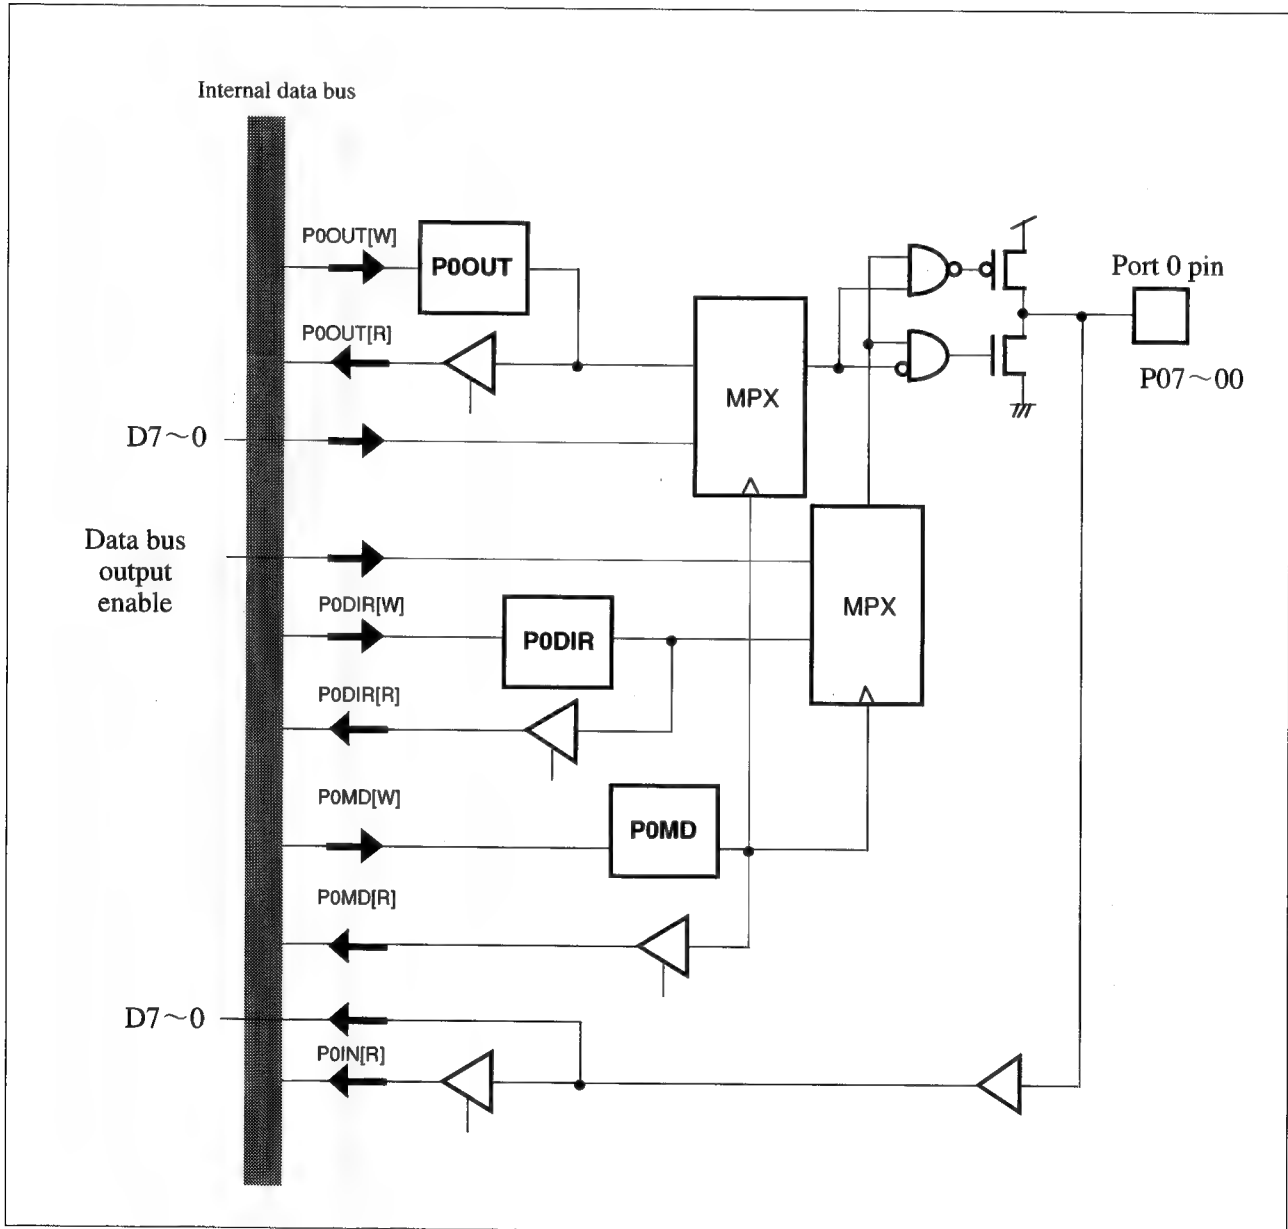 Internal data bus
P0OUT[W]
P0OUT
Port 0 pin
P0OUT[R]
P07～00
MPX
D7～0
Data bus
output
enable
P0DIR[W]
P0DIR
MPX
P0DIR[R]
P0MD[W]
P0MD
P0MD[R]
D7～0
P0IN[R]